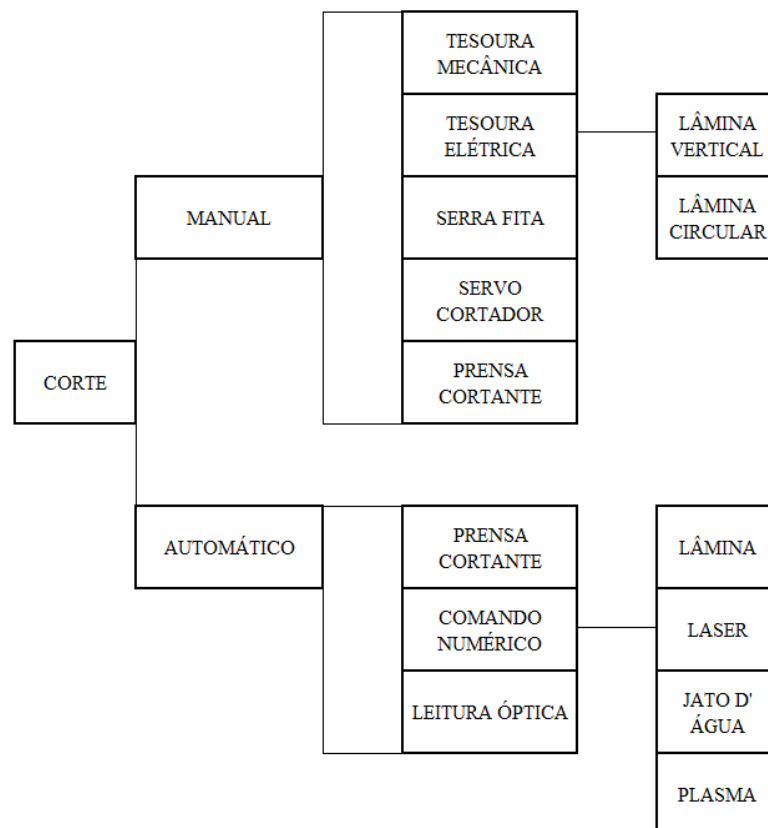 TESOURA
MECÂNICA
TESOURA
ELÉTRICA
LÂMINA
VERTICAL
MANUAL
SERRA FITA
LÂMINA
CIRCULAR
SERVO
CORTADOR
CORTE
PRENSA
CORTANTE
AUTOMÁTICO
PRENSA
CORTANTE
LÂMINA
COMANDO
NUMÉRICO
LASER
LEITURA ÓPTICA
JATO D'
ÁGUA
PLASMA